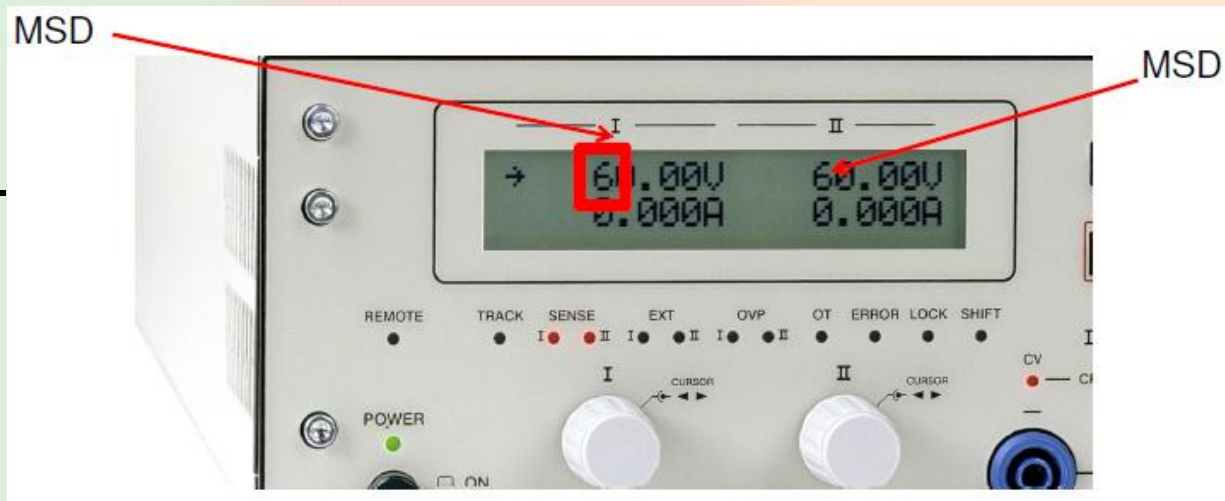 MSD
MSD
I II
→ 60.00V 60.00V
0.000A 0.000A
REMOTE TRACK SENSE EXT OVP OT ERROR LOCK SHIFT
I II I II I II
I CURSOR II CURSOR
CV
POWER
ON